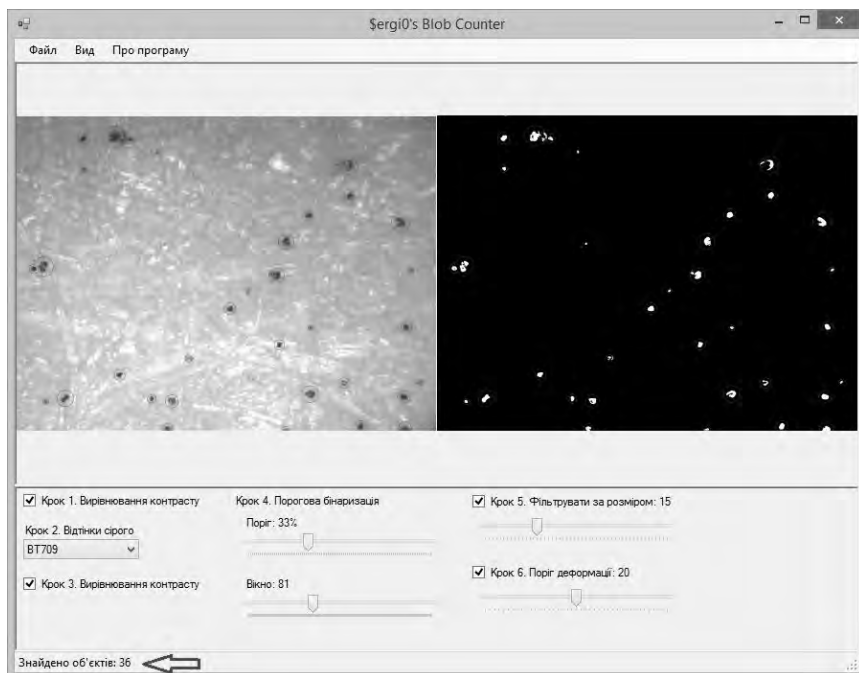 $ergi0's Blob Counter
Файл Вид Про програму
Крок 1. Вирівнювання контрасту
Крок 2. Відтінки сірого
BT709
Крок 3. Вирівнювання контрасту
Крок 4. Порогова бінаризація
Поріг: 33%
Вікно: 81
Крок 5. Фільтрувати за розміром: 15
Крок 6. Поріг деформації: 20
Знайдено об'єктів: 36